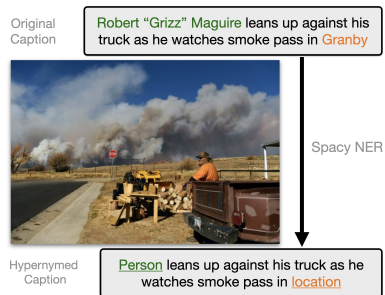 Original
Caption
Robert “Grizz” Maguire leans up against his
truck as he watches smoke pass in Granby
Spacy NER
Hypernymed
Caption
Person leans up against his truck as he
watches smoke pass in location